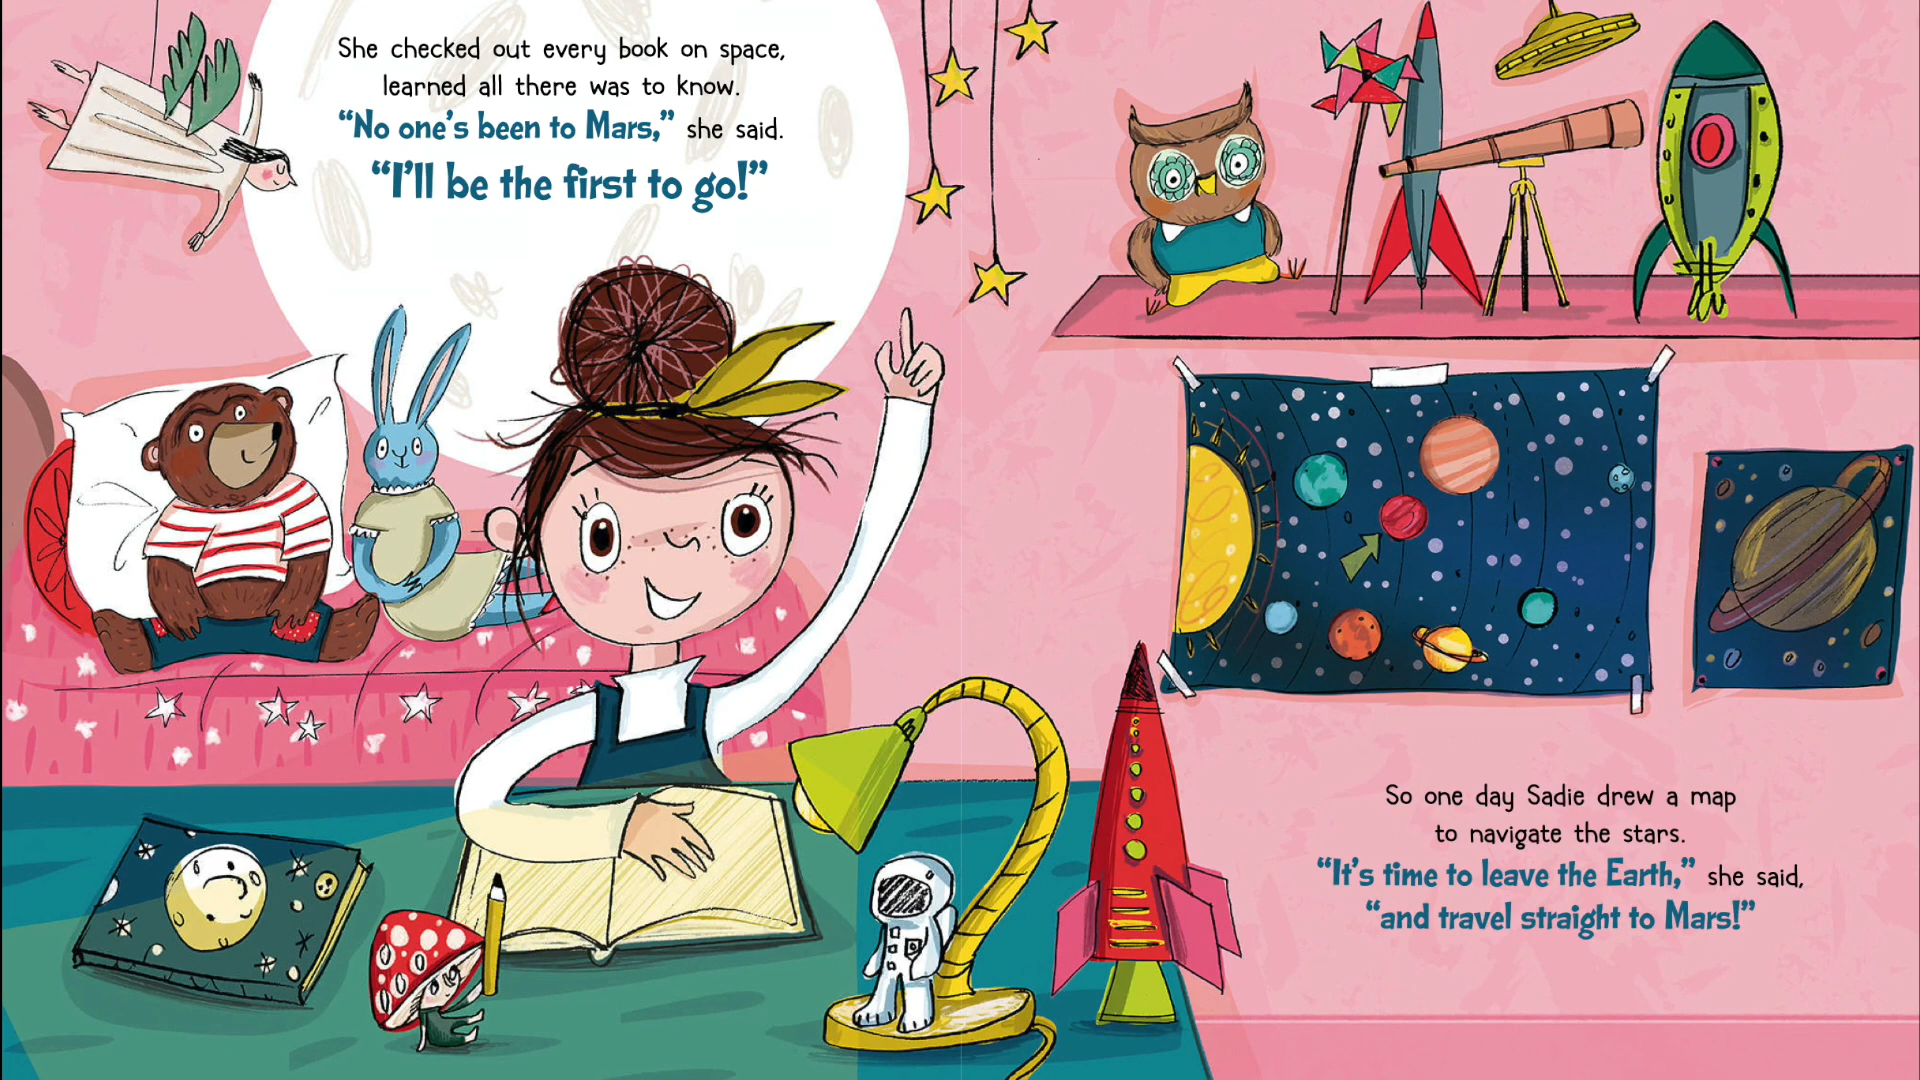 She checked out every book on space,
learned all there was to know.
“No one’s been to Mars,” she said.
“I’ll be the first to go!”
So one day Sadie drew a map
to navigate the stars.
“It’s time to leave the Earth,” she said,
“and travel straight to Mars!”